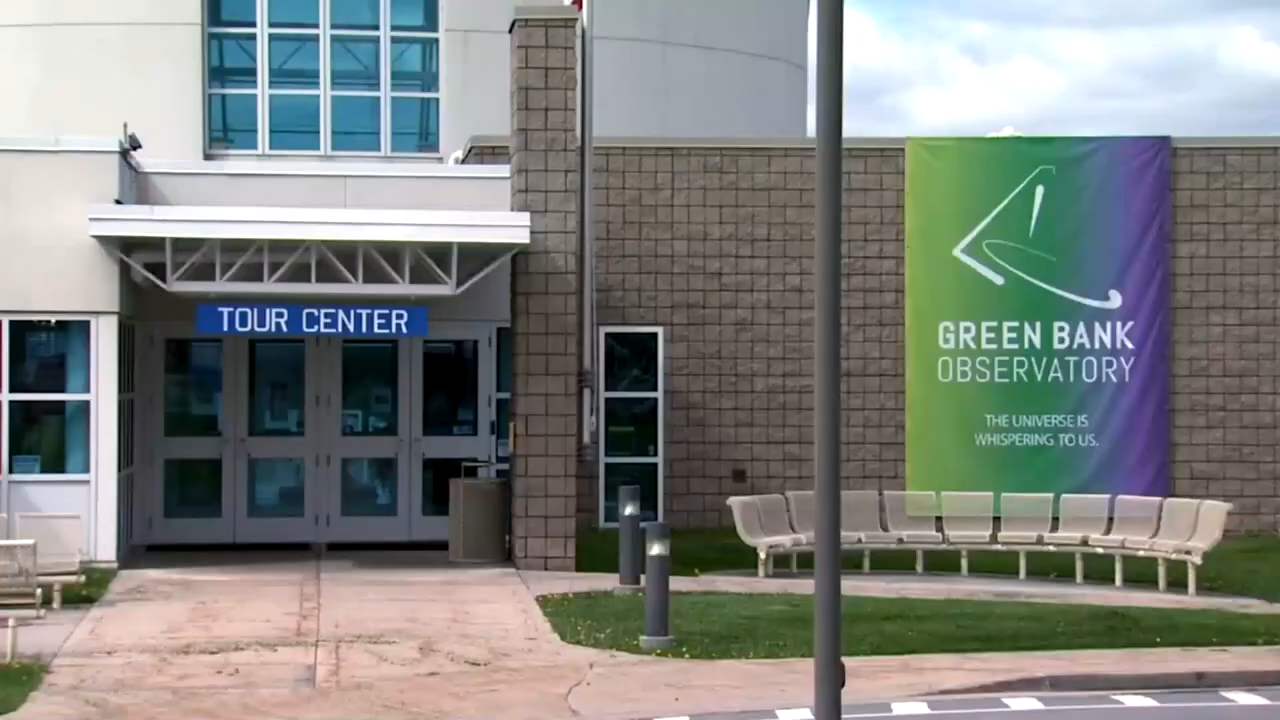 TOUR CENTER
GREEN BANK
OBSERVATORY
THE UNIVERSE IS
WHISPERING TO US.